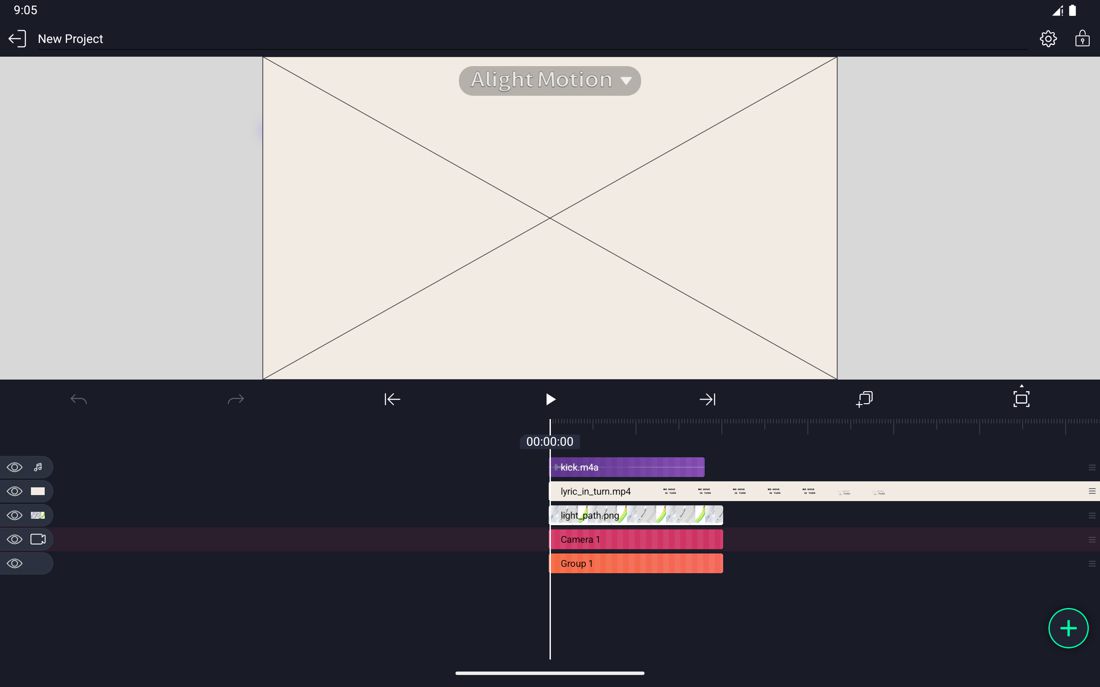 9:05
New Project
Alight Motion
00:00:00
kick.m4a
lyric_in_turn.mp4
light_path.png
Camera 1
Group 1